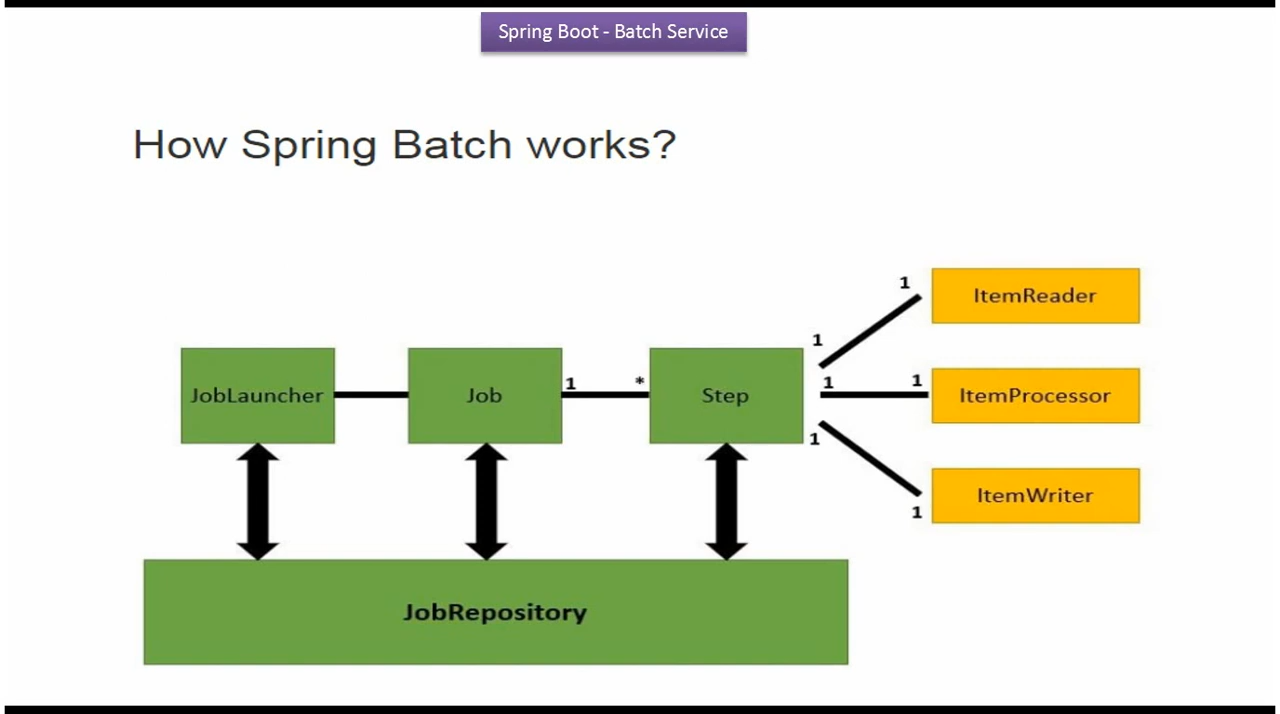 Spring Boot - Batch Service
How Spring Batch works?
1
ItemReader
1
JobLauncher
Job
1
*
Step
1
1
ItemProcessor
1
ItemWriter
1
JobRepository